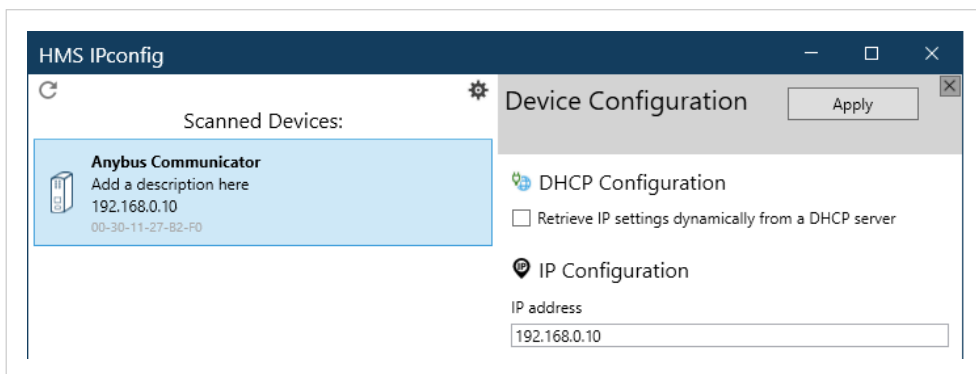 HMS IPconfig
Scanned Devices:
Anybus Communicator
Add a description here
192.168.0.10
00-30-11-27-B2-F0
Device Configuration
Apply
DHCP Configuration
Retrieve IP settings dynamically from a DHCP server
IP
IP Configuration
IP address
192.168.0.10